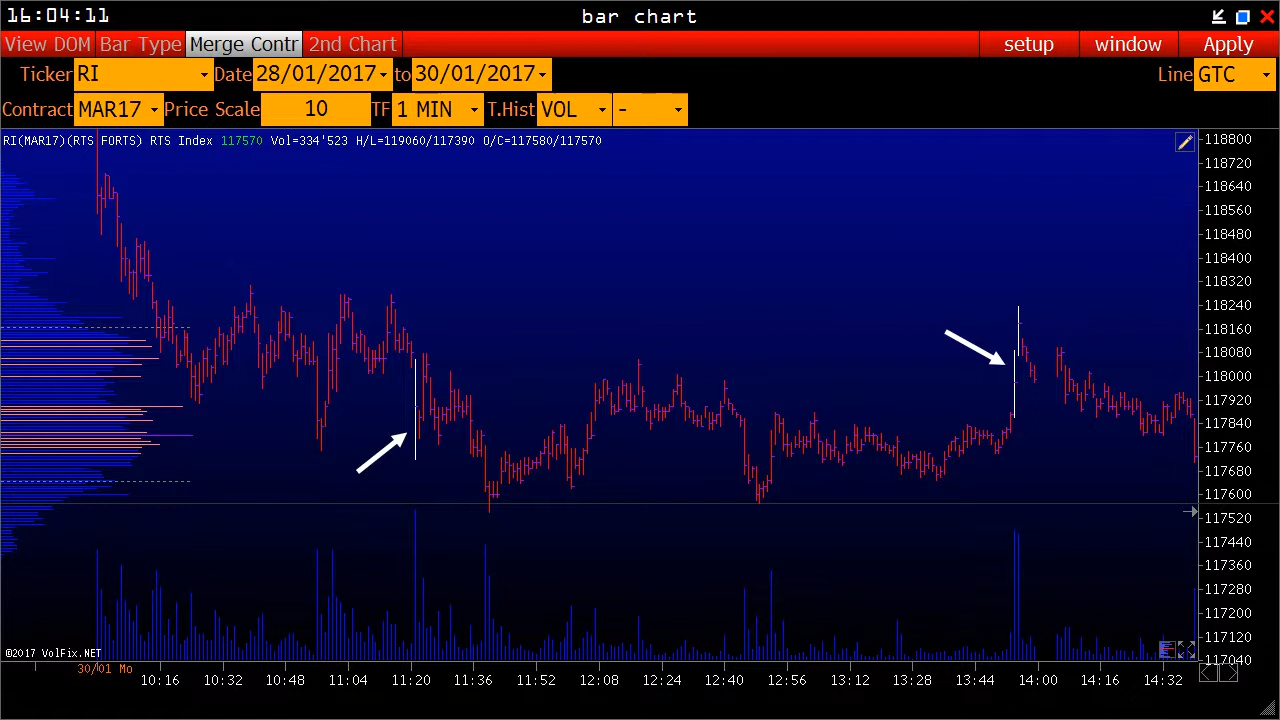 16:04:11 bar chart
View DOM Bar Type Merge Contr 2nd Chart setup window Apply
Ticker RI Date 28/01/2017 to 30/01/2017 Line GTC
Contract MAR17 Price Scale 10 TF 1 MIN T.Hist VOL -
RI(MAR17)(RTS FORTS) RTS Index 117570 Vol=334'523 H/L=119060/117390 O/C=117580/117570
118800
118720
118640
118560
118480
118400
118320
118240
118160
118080
118000
117920
117840
117760
117680
117600
117520
117440
117360
117280
117200
117120
117040
©2017 VolFix.NET
30/01 Mo
10:16 10:32 10:48 11:04 11:20 11:36 11:52 12:08 12:24 12:40 12:56 13:12 13:28 13:44 14:00 14:16 14:32